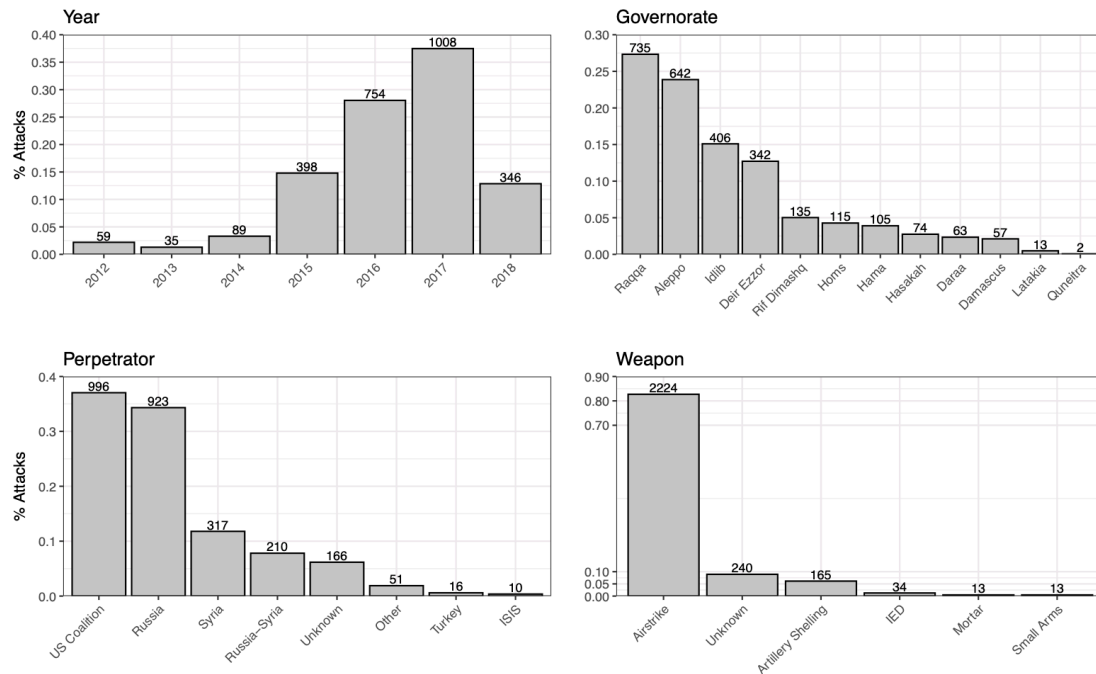 Year
% Attacks
0.40
0.35
0.30
0.25
0.20
0.15
0.10
0.05
0.00
59
35
89
398
754
1008
346
2012
2013
2014
2015
2016
2017
2018
Governorate
0.30
0.25
0.20
0.15
0.10
0.05
0.00
735
642
406
342
135
115
105
74
63
57
13
2
Raqqa
Aleppo
Idlib
Deir Ezzor
Rif Dimashq
Homs
Hama
Hasakah
Daraa
Damascus
Latakia
Quneitra
Perpetrator
% Attacks
0.4
0.3
0.2
0.1
0.0
996
923
317
210
166
51
16
10
US Coalition
Russia
Syria
Russia−Syria
Unknown
Other
Turkey
ISIS
Weapon
0.90
0.80
0.70
0.10
0.05
0.00
2224
240
165
34
13
13
Airstrike
Unknown
Artillery Shelling
IED
Mortar
Small Arms